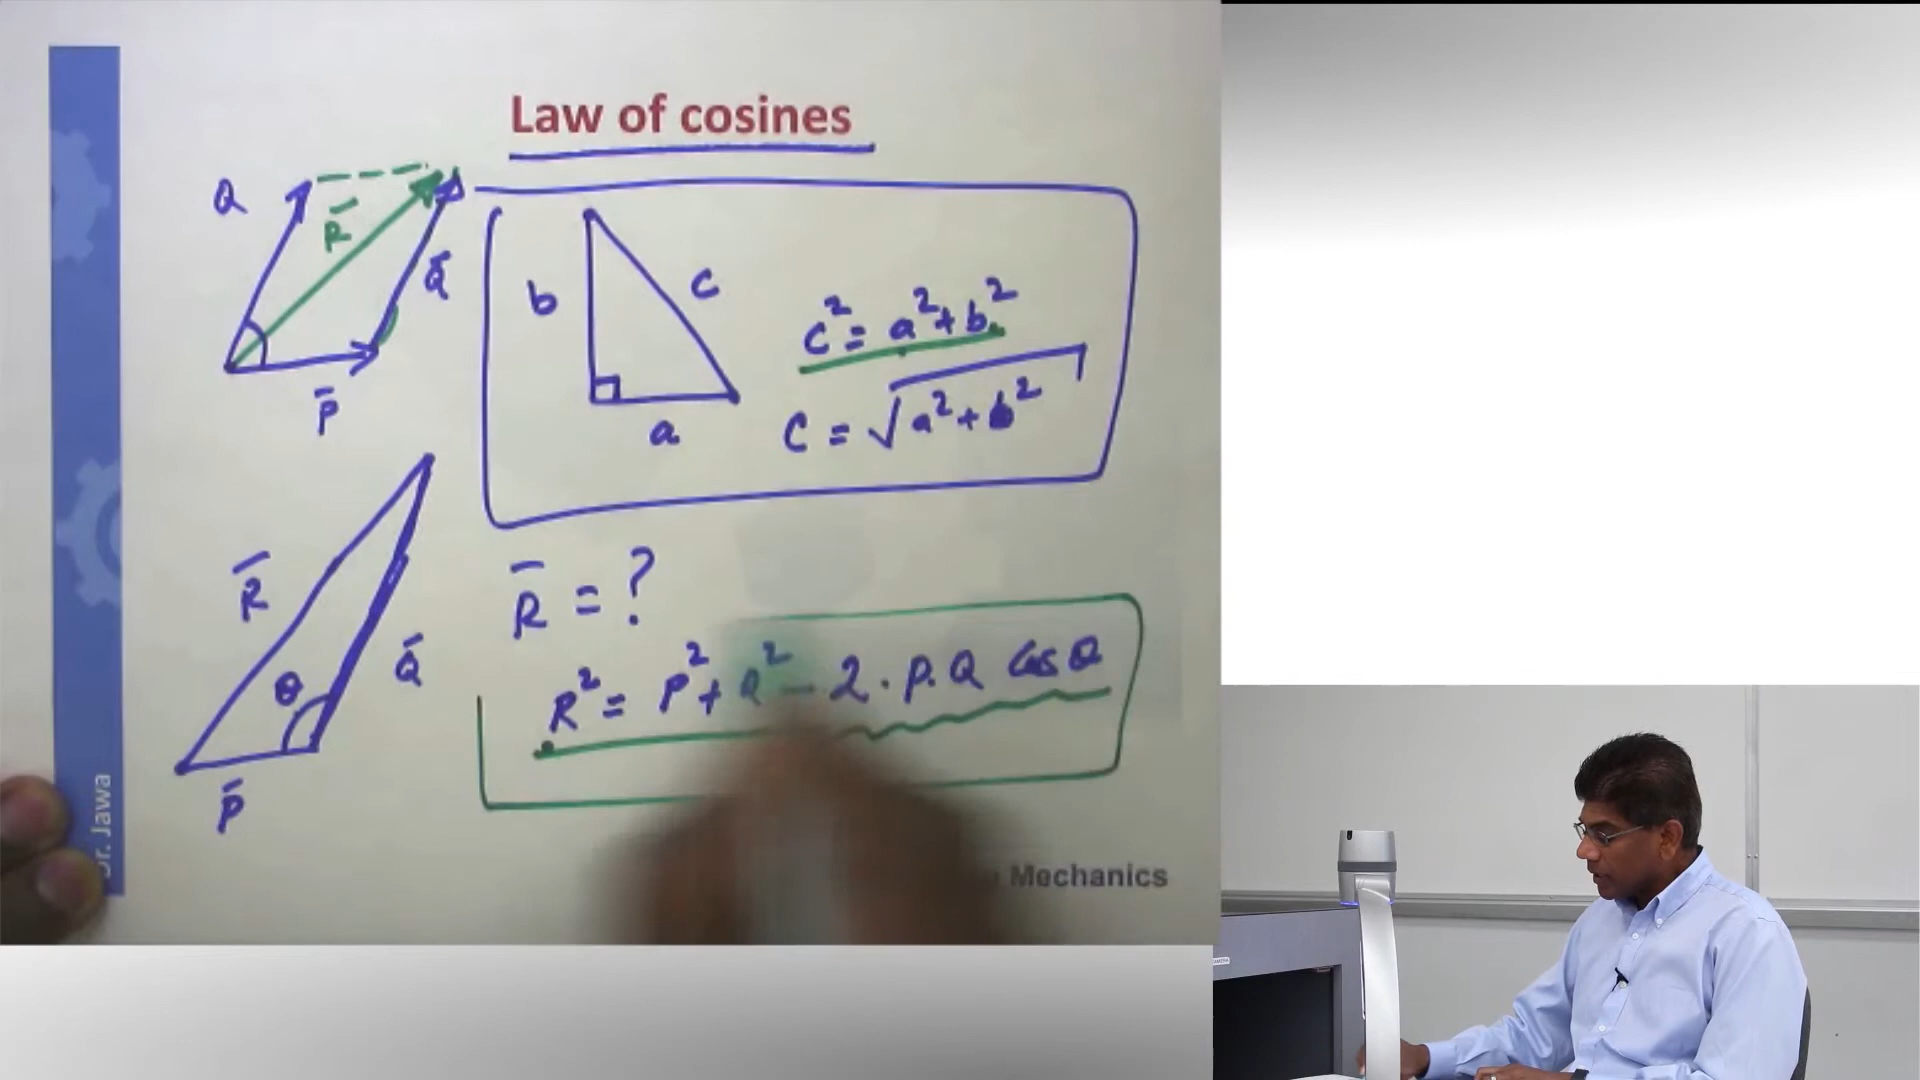 Law of cosines
Q
R̄
Q̄
P̄
b
c
a
c² = a² + b²
C = √a² + b²
R̄
θ
Q̄
P̄
R̄ = ?
R² = P² + Q² - 2 · P · Q Cos θ
Dr. Jawa
Mechanics